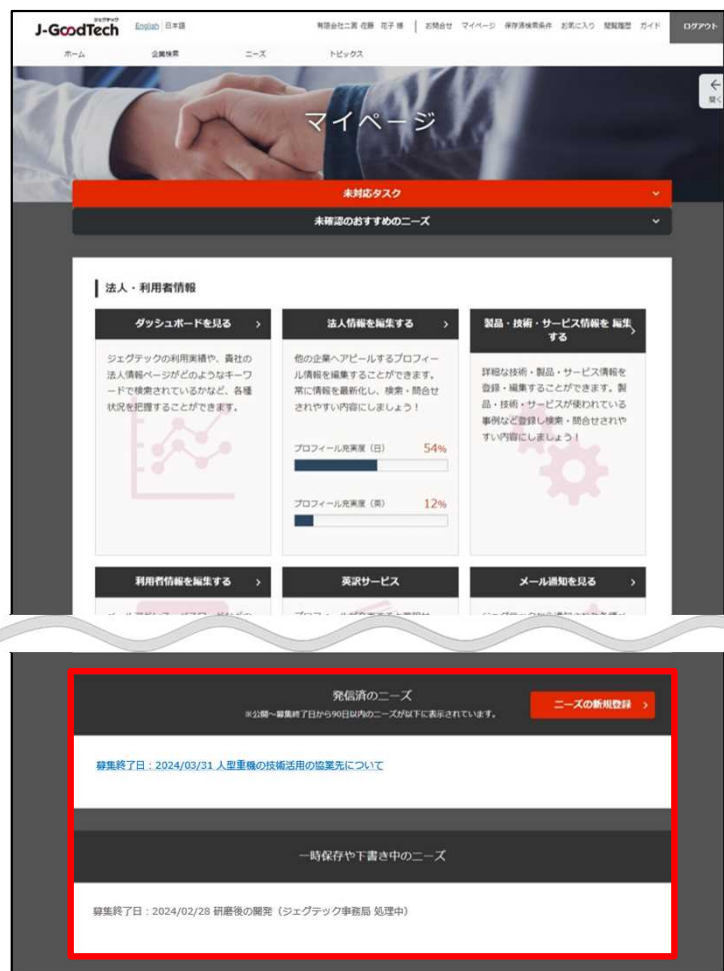 ジェグテック
J-GoodTech
English 日本語
有限会社二宮 佐藤 花子 様 お問合せ マイページ 保存済検索条件 お気に入り 閲覧履歴 ガイド ログアウト
ホーム 企業検索 ニーズ トピックス
開く
マイページ
未対応タスク
未確認のおすすめのニーズ
法人・利用者情報
ダッシュボードを見る
ジェグテックの利用実績や、貴社の
法人情報ページがどのようなキーワ
ードで検索されているかなど、各種
状況を把握することができます。
法人情報を編集する
他の企業へアピールするプロフィー
ル情報を編集することができます。
常に情報を最新化し、検索・問合せ
されやすい内容にしましょう！
プロフィール充実度（日） 54%
プロフィール充実度（英） 12%
製品・技術・サービス情報を 編集
する
詳細な技術・製品・サービス情報を
登録・編集することができます。製
品・技術・サービスが使われている
事例など登録し検索・問合せされや
すい内容にしましょう！
利用者情報を編集する
英訳サービス
メール通知を見る
発信済のニーズ
※公開～募集終了日から90日以内のニーズが以下に表示されています。
ニーズの新規登録
募集終了日：2024/03/31 人型重機の技術活用の協業先について
一時保存や下書き中のニーズ
募集終了日：2024/02/28 研磨後の開発（ジェグテック事務局 処理中）